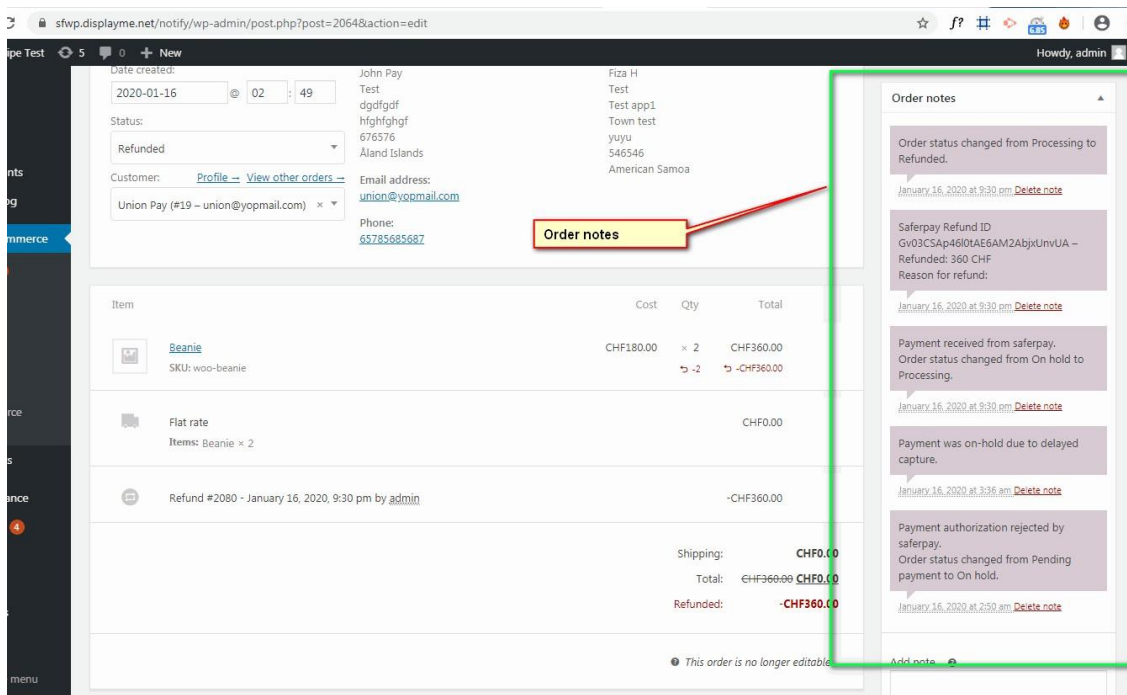 sfwp.displayme.net/notify/wp-admin/post.php?post=2064&action=edit
f?
6.85
ipe Test 5 0 + New
Howdy, admin
nts
og
mmerce
rce
s
ance
4
menu
Date created:
2020-01-16 @ 02 : 49
Status:
Refunded
Customer: Profile → View other orders →
Union Pay (#19 – union@yopmail.com) ×
John Pay
Test
dgdfgdf
hfghfghgf
676576
Åland Islands
Email address:
union@yopmail.com
Phone:
65785685687
Fiza H
Test
Test app1
Town test
yuyu
546546
American Samoa
Order notes
Item Cost Qty Total
Beanie CHF180.00 × 2 CHF360.00
SKU: woo-beanie -2 -CHF360.00
Flat rate CHF0.00
Items: Beanie × 2
Refund #2080 - January 16, 2020, 9:30 pm by admin -CHF360.00
Shipping: CHF0.00
Total: CHF360.00 CHF0.00
Refunded: -CHF360.00
This order is no longer editable
Order notes
Order status changed from Processing to
Refunded.
January 16, 2020 at 9:30 pm Delete note
Saferpay Refund ID
Refunded: 360 CHF
Reason for refund:
January 16, 2020 at 9:30 pm Delete note
Payment received from saferpay.
Order status changed from On hold to
Processing.
January 16, 2020 at 9:30 pm Delete note
Payment was on-hold due to delayed
capture.
January 16, 2020 at 3:36 am Delete note
Payment authorization rejected by
saferpay.
Order status changed from Pending
payment to On hold.
January 16, 2020 at 2:50 am Delete note
Add note